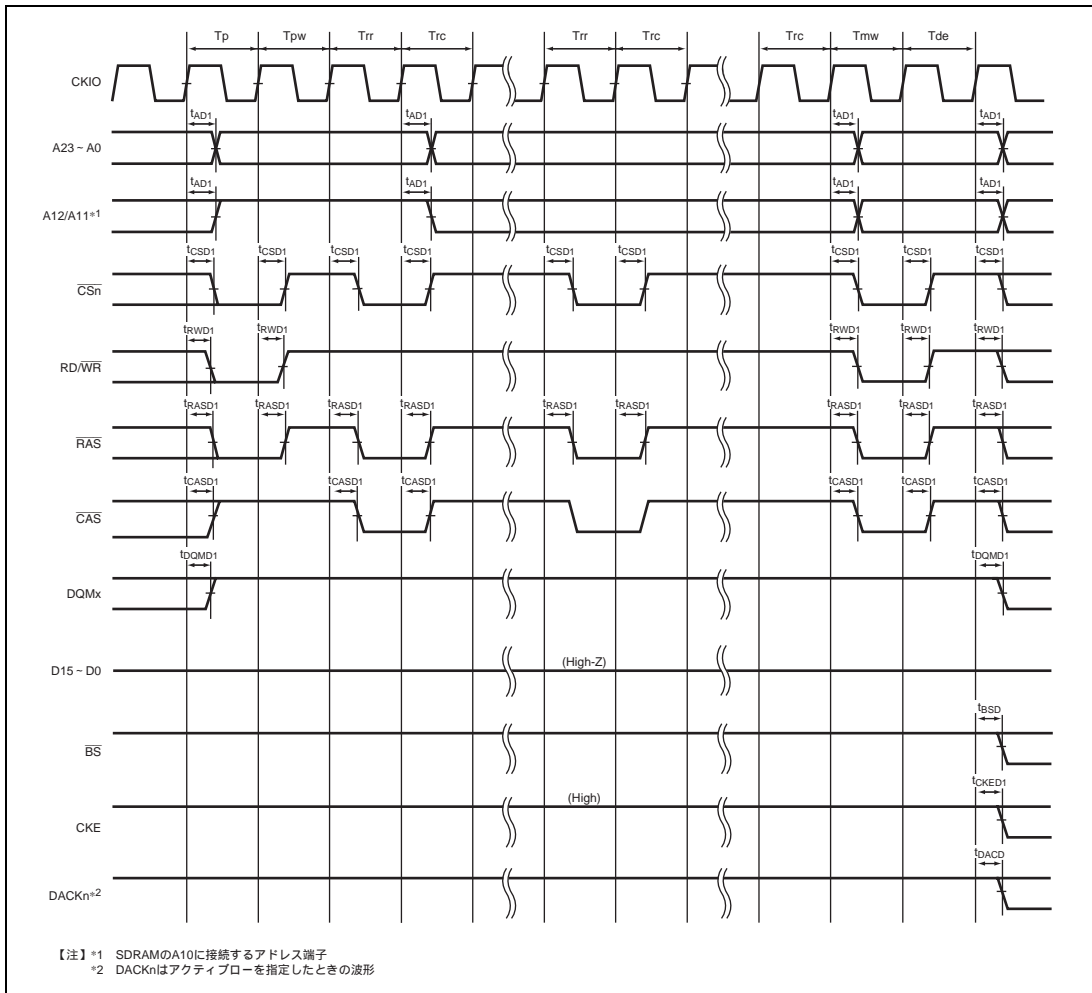 Tp Tpw Trr Trc Trr Trc Trc Tmw Tde
CKIO
tAD1 tAD1 tAD1 tAD1
A23 ~ A0
tAD1 tAD1 tAD1 tAD1
A12/A11*1
tCSD1 tCSD1 tCSD1 tCSD1 tCSD1 tCSD1 tCSD1 tCSD1 tCSD1
CSn
tRWD1 tRWD1 tRWD1 tRWD1 tRWD1
RD/WR
tRASD1 tRASD1 tRASD1 tRASD1 tRASD1 tRASD1 tRASD1 tRASD1 tRASD1
RAS
tCASD1 tCASD1 tCASD1 tCASD1 tCASD1 tCASD1
CAS
tDQMD1 tDQMD1
DQMx
(High-Z)
D15 ~ D0
tBSD
BS
tCKED1
(High)
CKE
tDACD
DACKn*2
【注】*1 SDRAMのA10に接続するアドレス端子
*2 DACKnはアクティブローを指定したときの波形